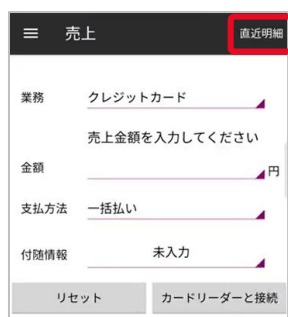 売上 直近明細
業務 クレジットカード
売上金額を入力してください
金額 円
支払方法 一括払い
付随情報 未入力
リセット カードリーダーと接続